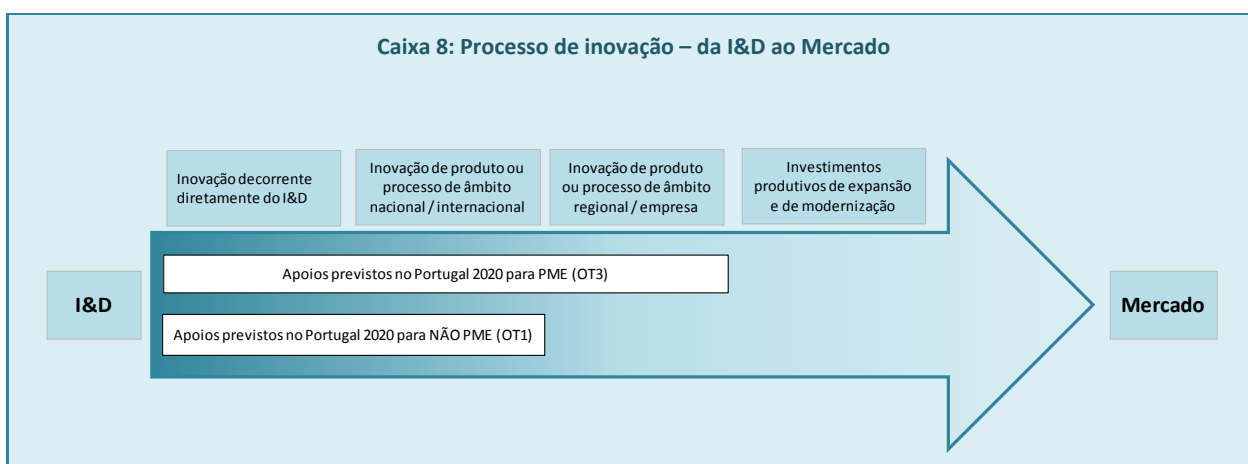 Caixa 8: Processo de inovação – da I&D ao Mercado
Inovação decorrente
diretamente do I&D
Inovação de produto ou
processo de âmbito
nacional / internacional
Inovação de produto
ou processo de âmbito
regional / empresa
Investimentos
produtivos de expansão
e de modernização
Apoios previstos no Portugal 2020 para PME (OT3)
I&D
Mercado
Apoios previstos no Portugal 2020 para NÃO PME (OT1)